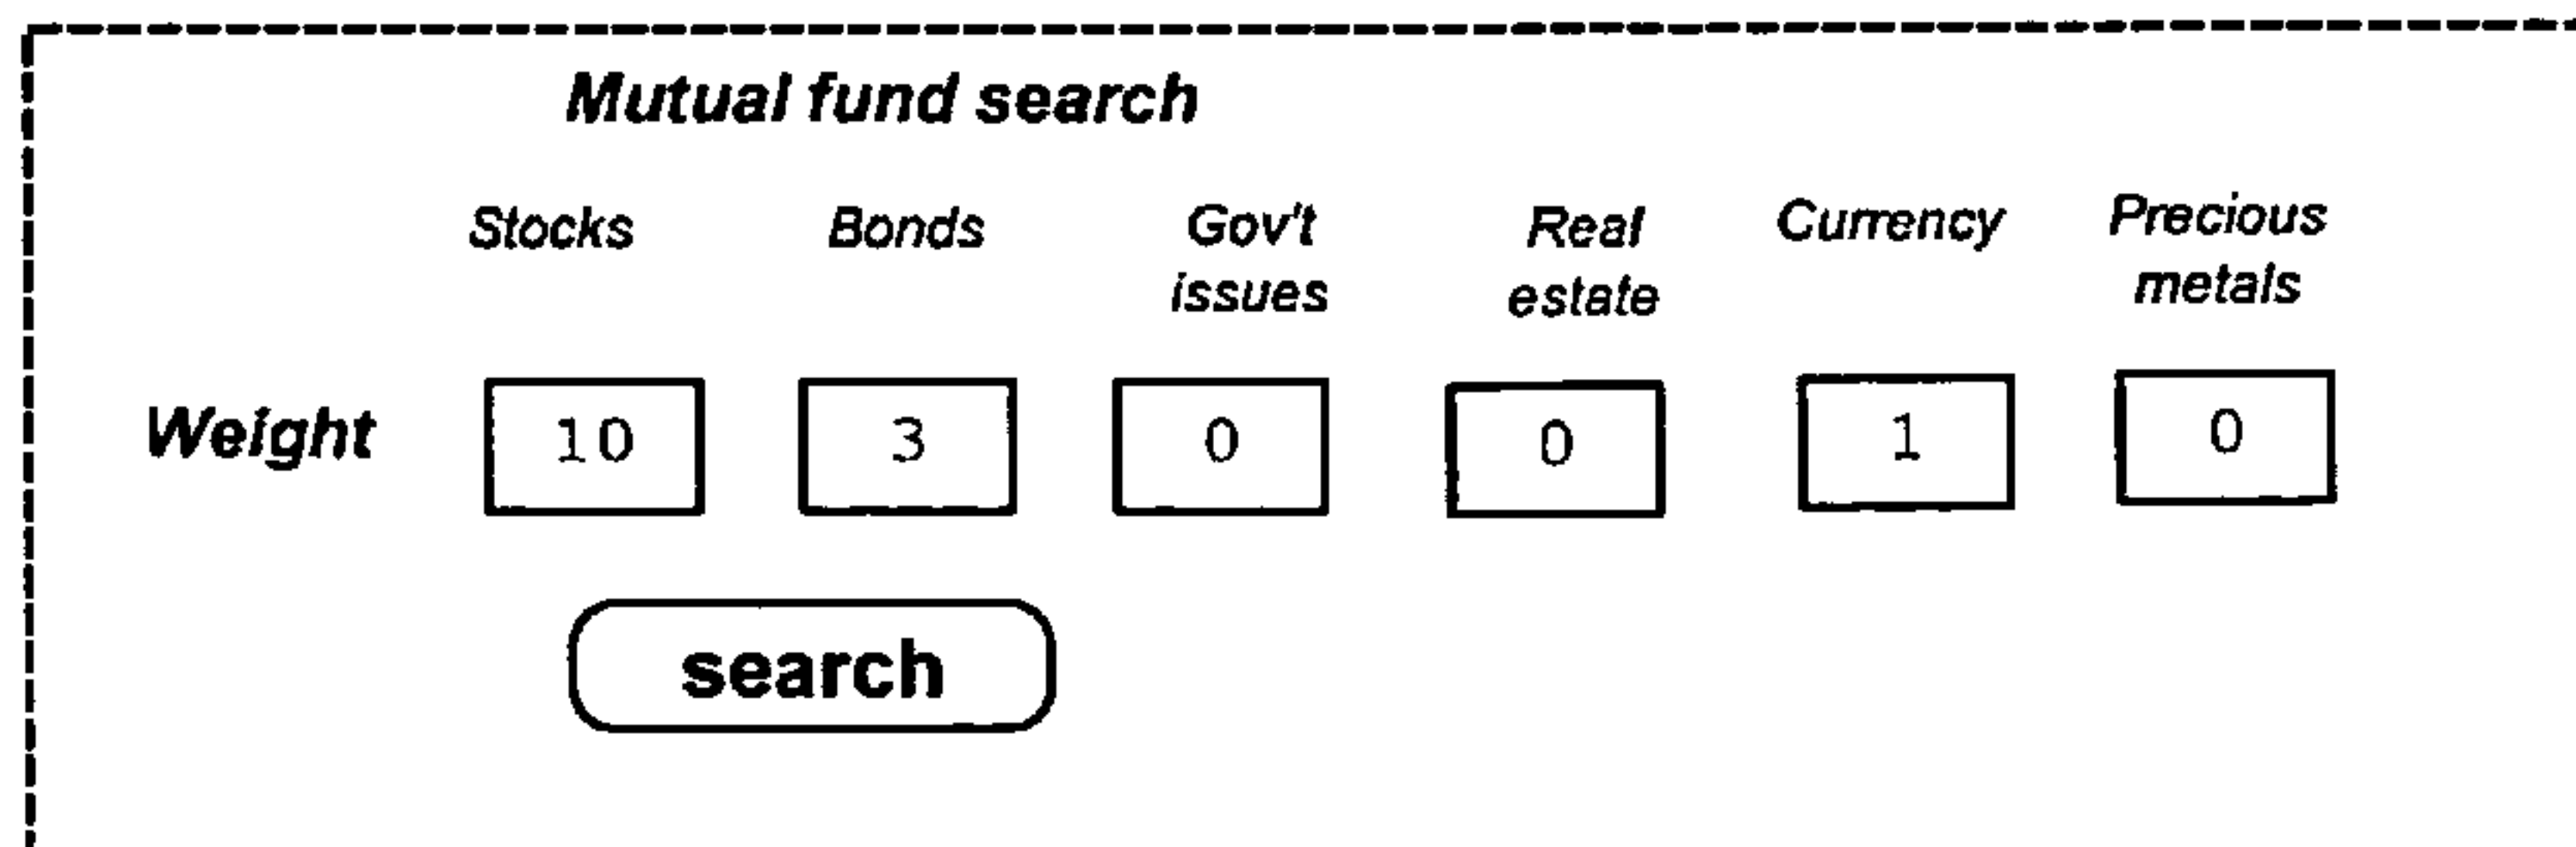 Mutual fund search
Stocks Bonds Gov't issues Real estate Currency Precious metals
Weight 10 3 0 0 1 0
search